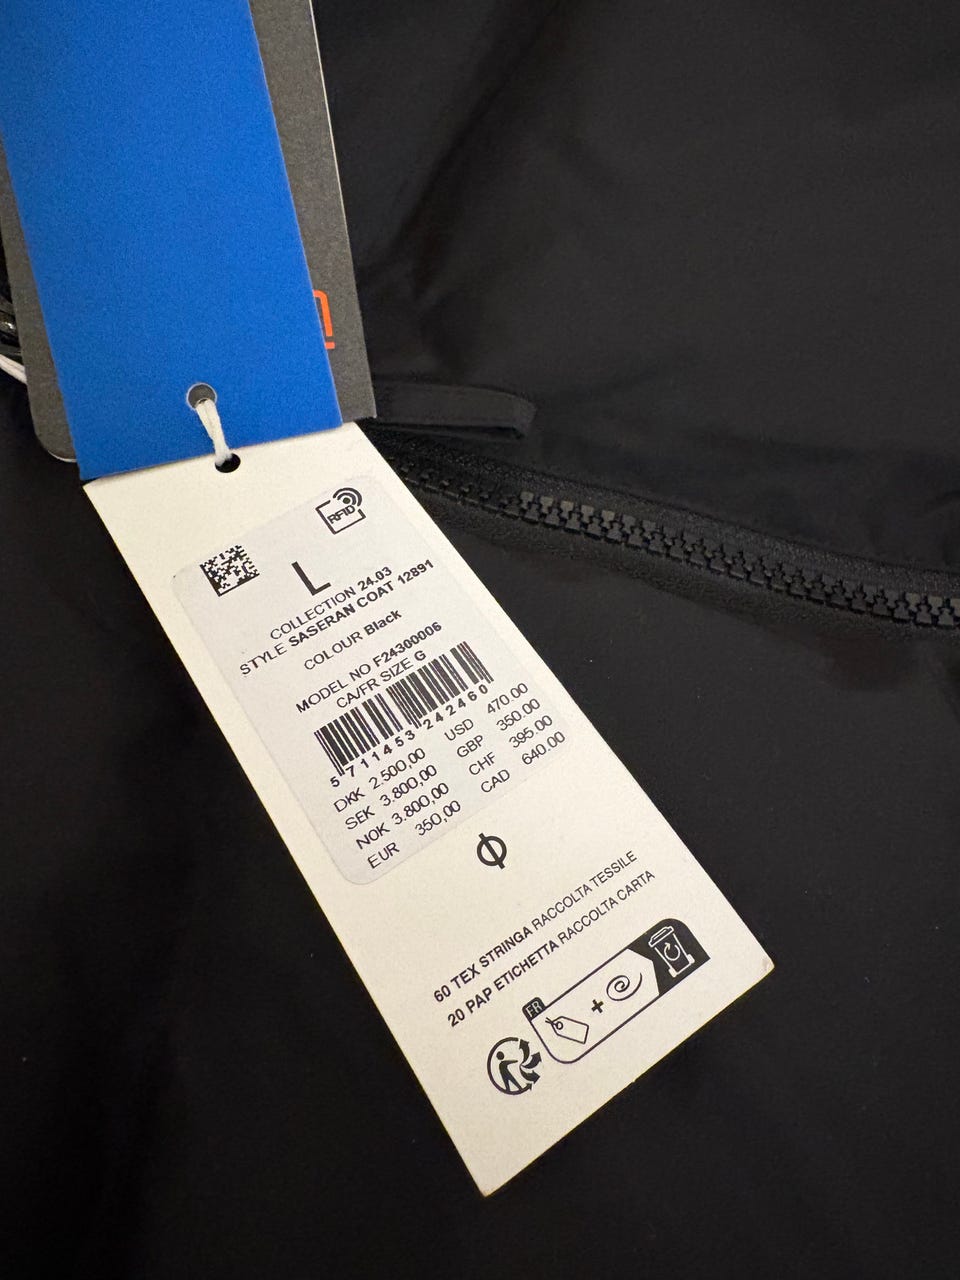 RFID
L
COLLECTION 24.03
STYLE SASERAN COAT 12891
COLOUR Black
MODEL NO F24300006
CA/FR SIZE G
5 711453 242460
DKK 2.500,00 USD 470.00
SEK 3.800,00 GBP 350.00
NOK 3.800,00 CHF 395.00
EUR 350,00 CAD 640.00
60 TEX STRINGA RACCOLTA TESSILE
20 PAP ETICHETTA RACCOLTA CARTA
FR
+